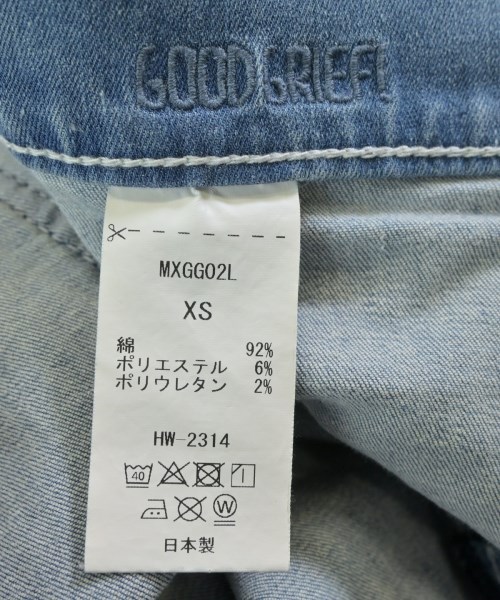 GOOD GRIEF!
MXGG02L
XS
綿 92%
ポリエステル 6%
ポリウレタン 2%
HW-2314
40
W
日本製